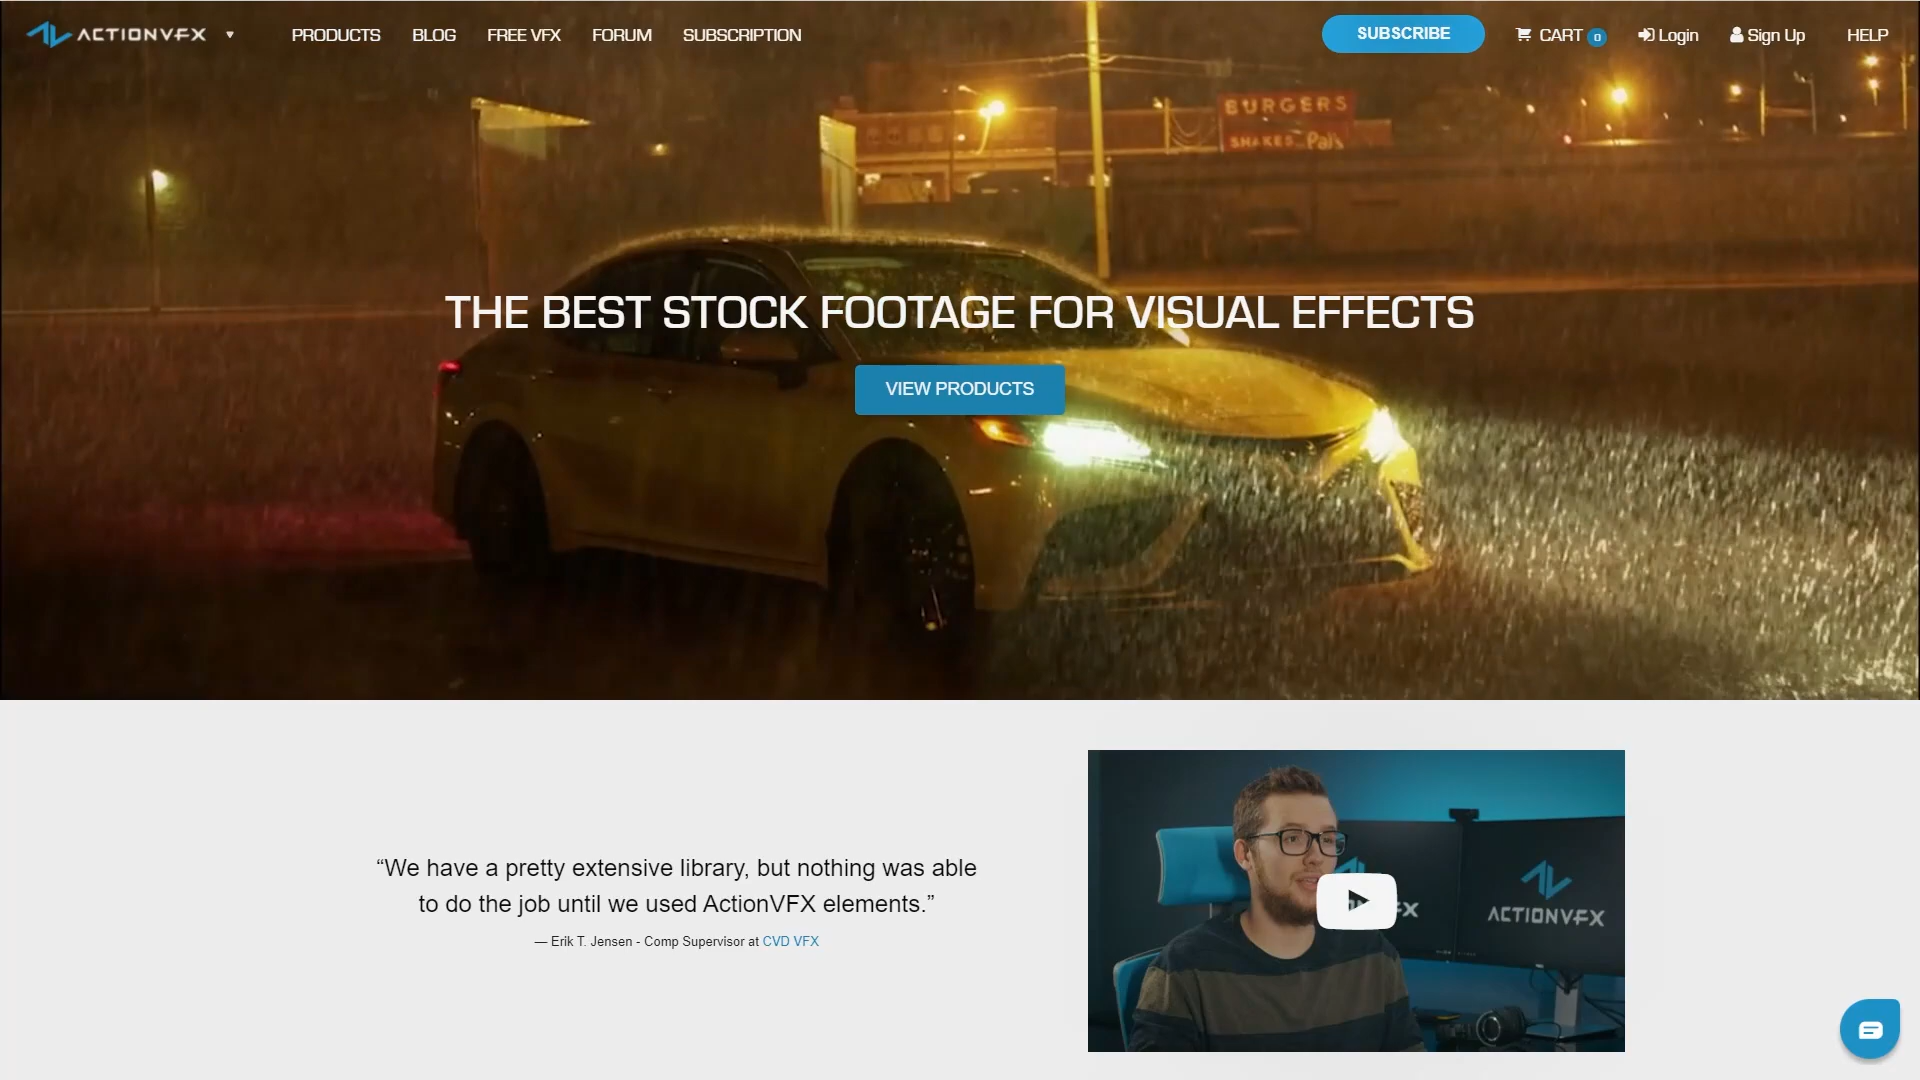 ACTIONVFX
PRODUCTS
BLOG
FREE VFX
FORUM
SUBSCRIPTION
SUBSCRIBE
CART 0
Login
Sign Up
HELP
BURGERS
SHAKES Pal's
THE BEST STOCK FOOTAGE FOR VISUAL EFFECTS
VIEW PRODUCTS
“We have a pretty extensive library, but nothing was able
to do the job until we used ActionVFX elements.”
— Erik T. Jensen - Comp Supervisor at CVD VFX
ACTIONVFX